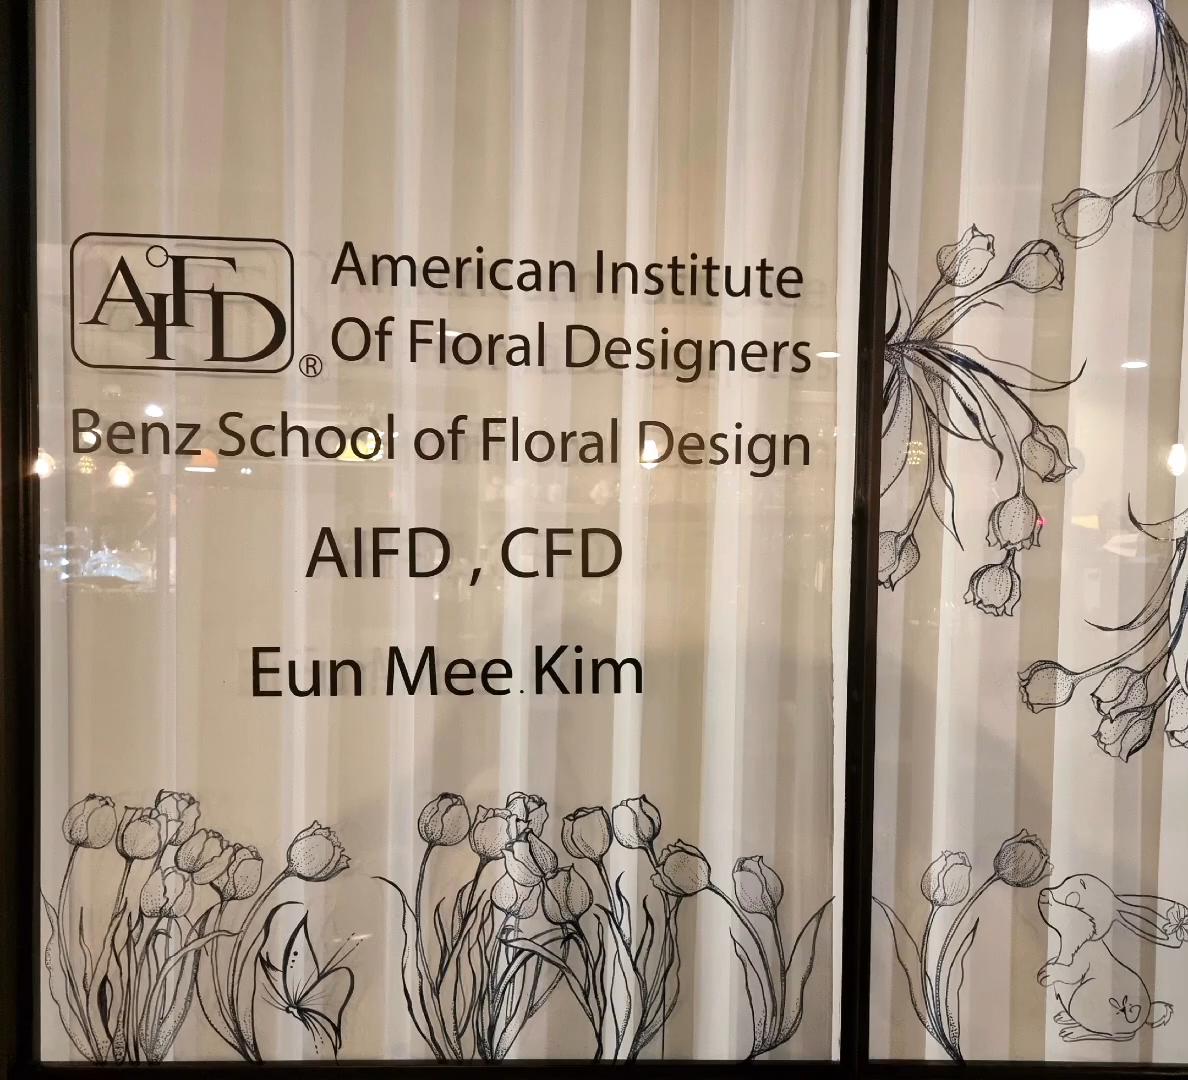 AIFD ® American Institute
Of Floral Designers
Benz School of Floral Design
AIFD , CFD
Eun Mee Kim